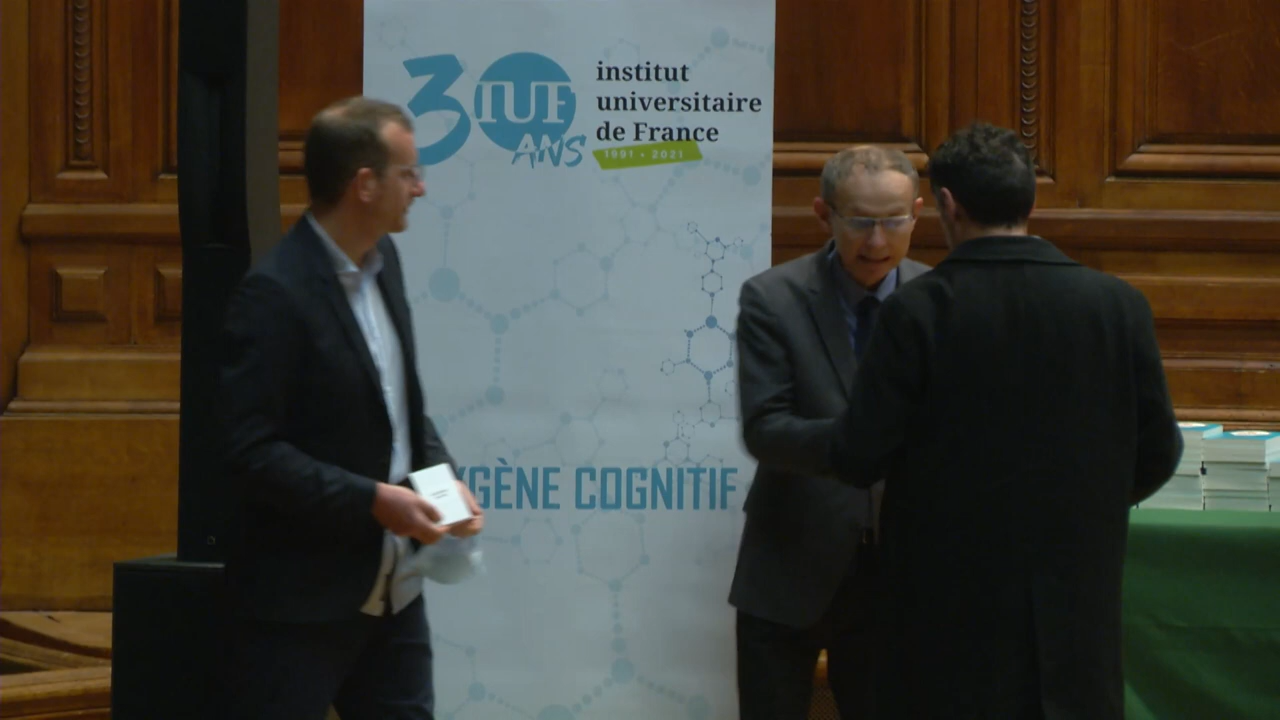 30 IUF
ANS
institut
universitaire
de France
1991 • 2021
YGÈNE COGNITIF